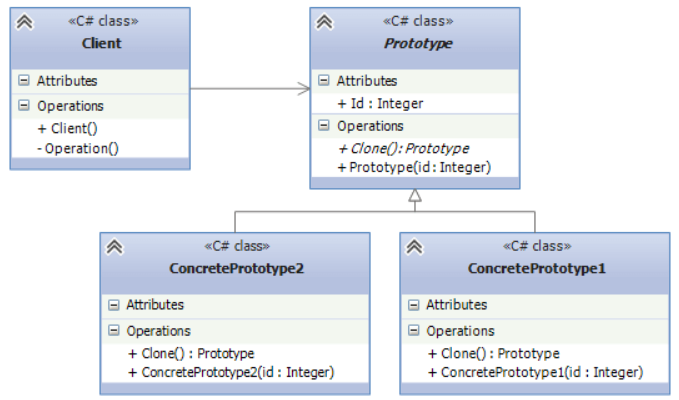 «C# class»
Client
Attributes
Operations
+ Client()
- Operation()
«C# class»
Prototype
Attributes
+ Id : Integer
Operations
+ Clone() : Prototype
+ Prototype(id : Integer)
«C# class»
ConcretePrototype2
Attributes
Operations
+ Clone() : Prototype
+ ConcretePrototype2(id : Integer)
«C# class»
ConcretePrototype1
Attributes
Operations
+ Clone() : Prototype
+ ConcretePrototype1(id : Integer)